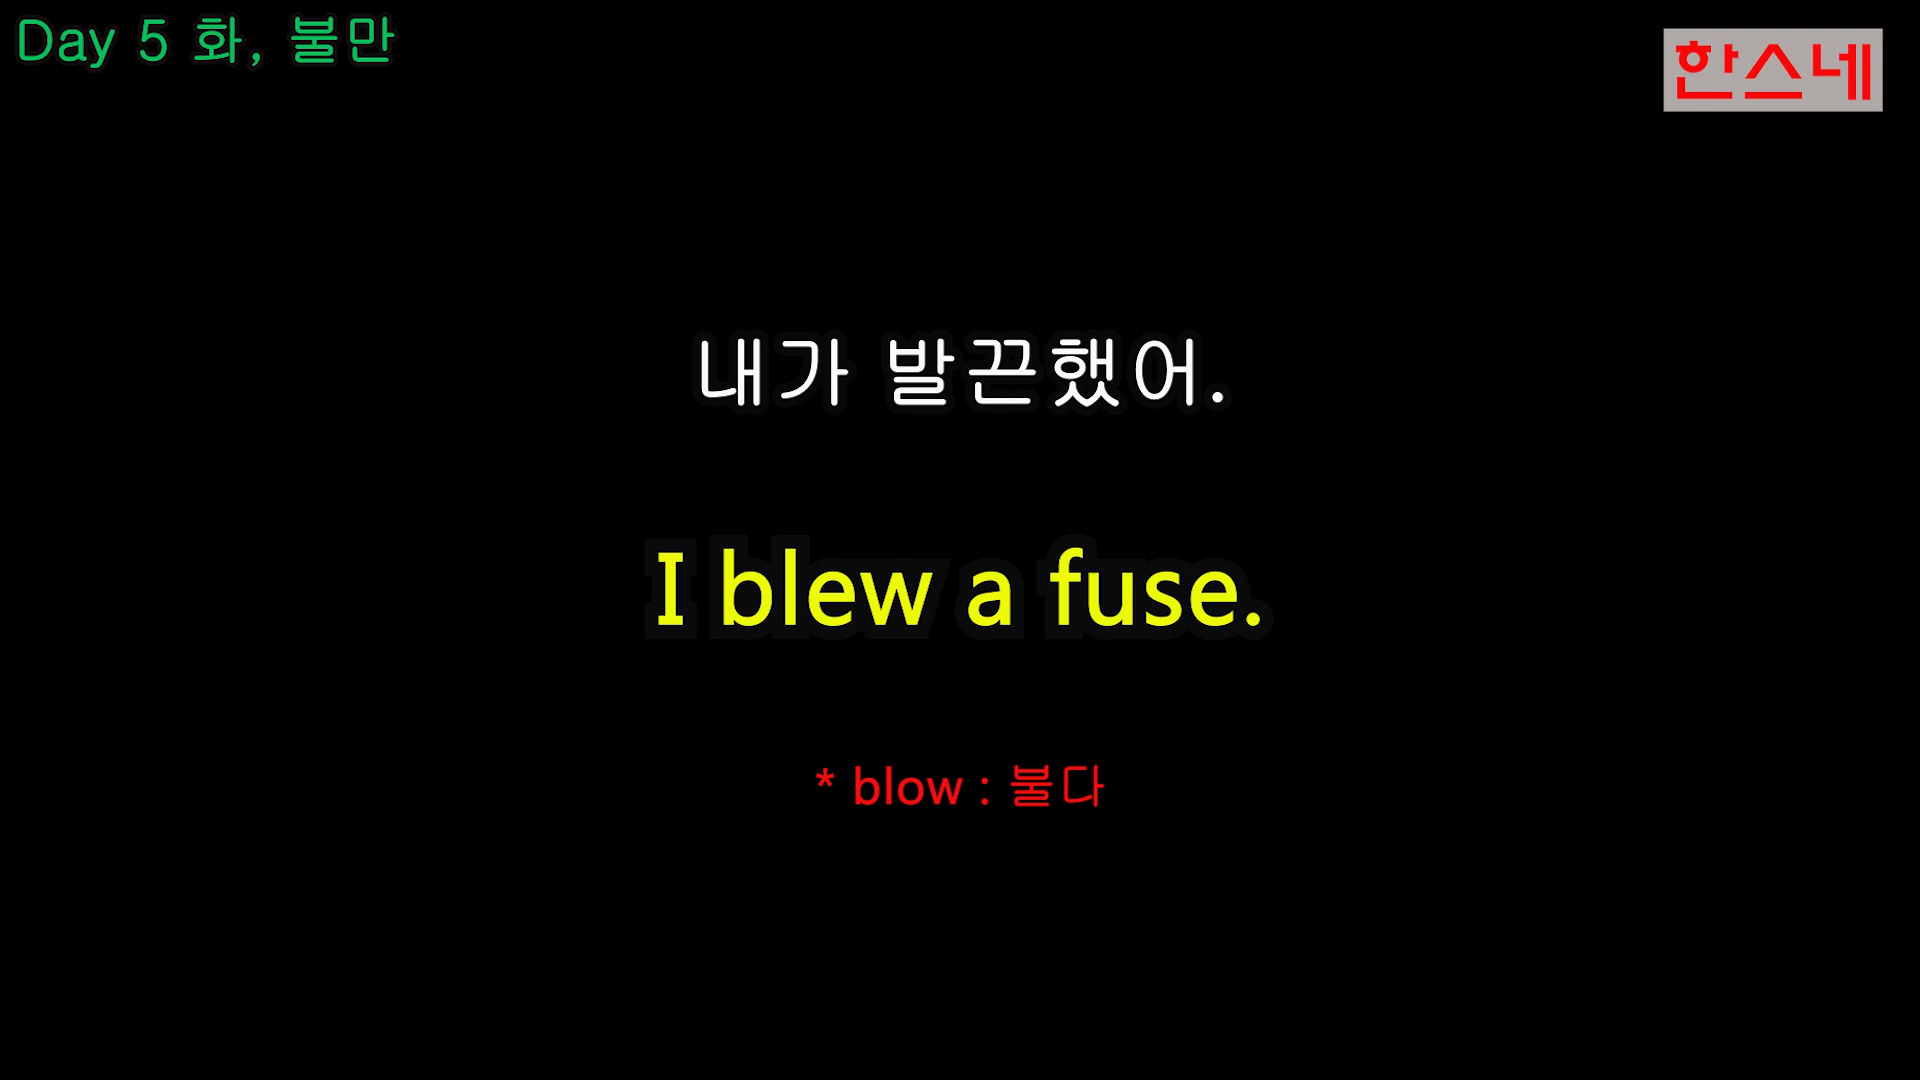 Day 5 화, 불만
한스네
내가 발끈했어.
I blew a fuse.
* blow : 불다